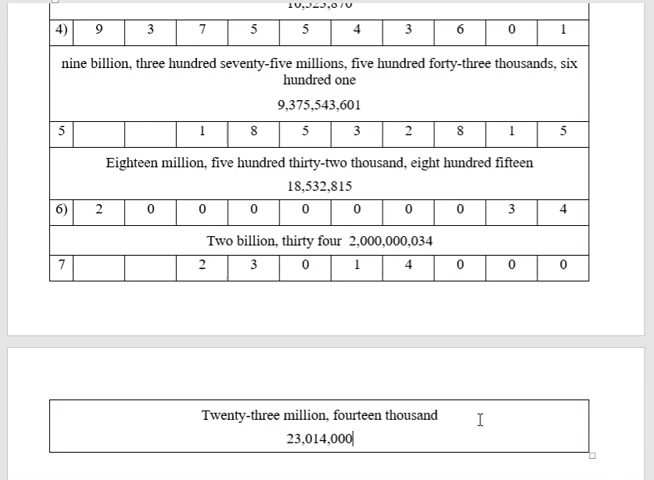 10,523,870
4) 9 3 7 5 5 4 3 6 0 1
nine billion, three hundred seventy-five millions, five hundred forty-three thousands, six
hundred one
9,375,543,601
5 1 8 5 3 2 8 1 5
Eighteen million, five hundred thirty-two thousand, eight hundred fifteen
18,532,815
6) 2 0 0 0 0 0 0 0 3 4
Two billion, thirty four 2,000,000,034
7 2 3 0 1 4 0 0 0
Twenty-three million, fourteen thousand
23,014,000